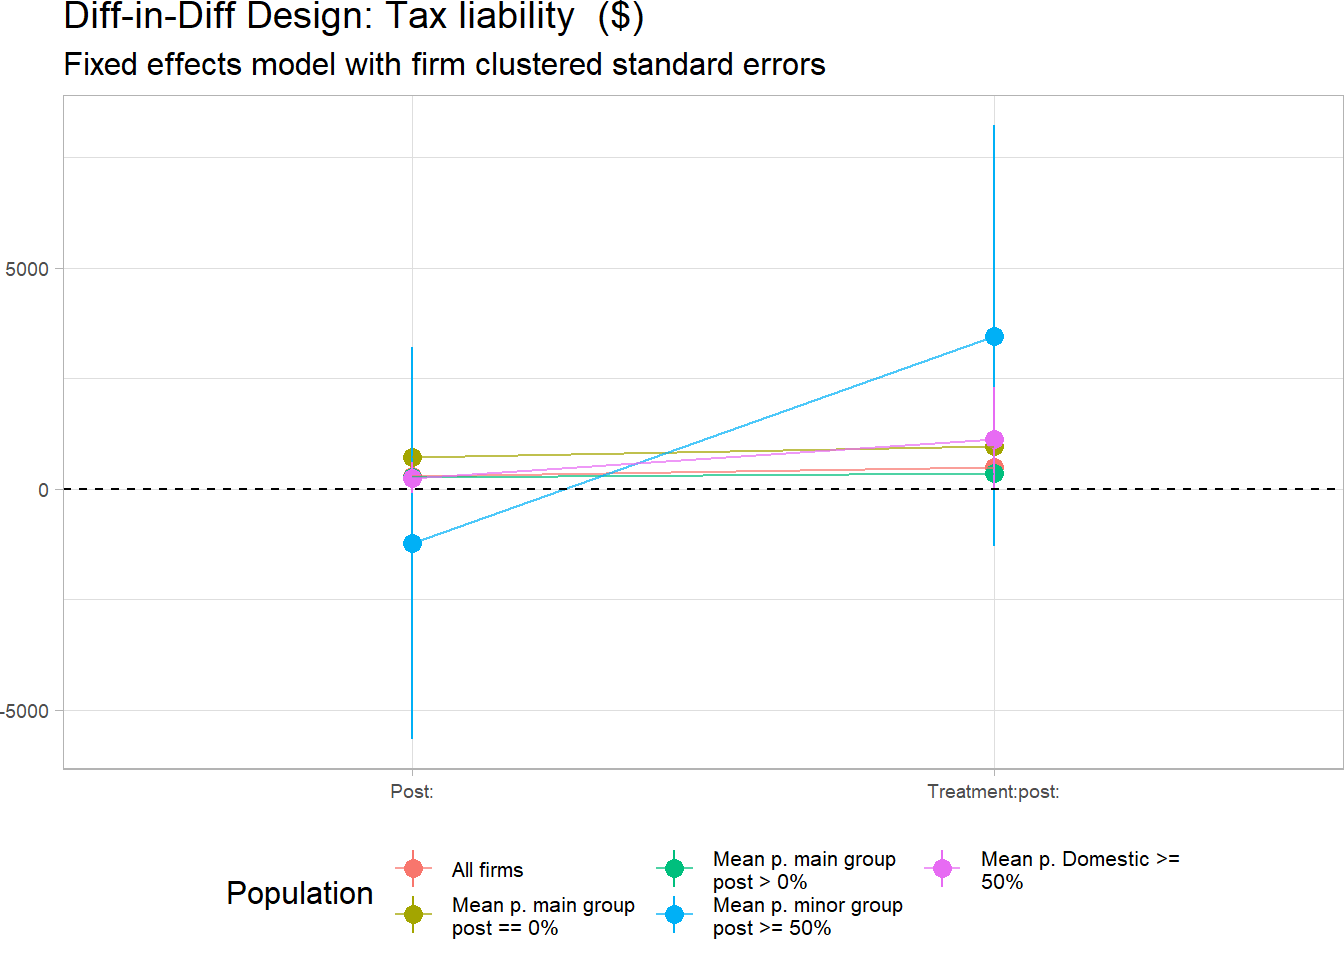 Diff-in-Diff Design: Tax liability  ($)
Fixed effects model with firm clustered standard errors
5000
0
-5000
Post:
Treatment:post:
Population
All firms
Mean p. main group
post == 0%
Mean p. main group
post > 0%
Mean p. minor group
post >= 50%
Mean p. Domestic >=
50%